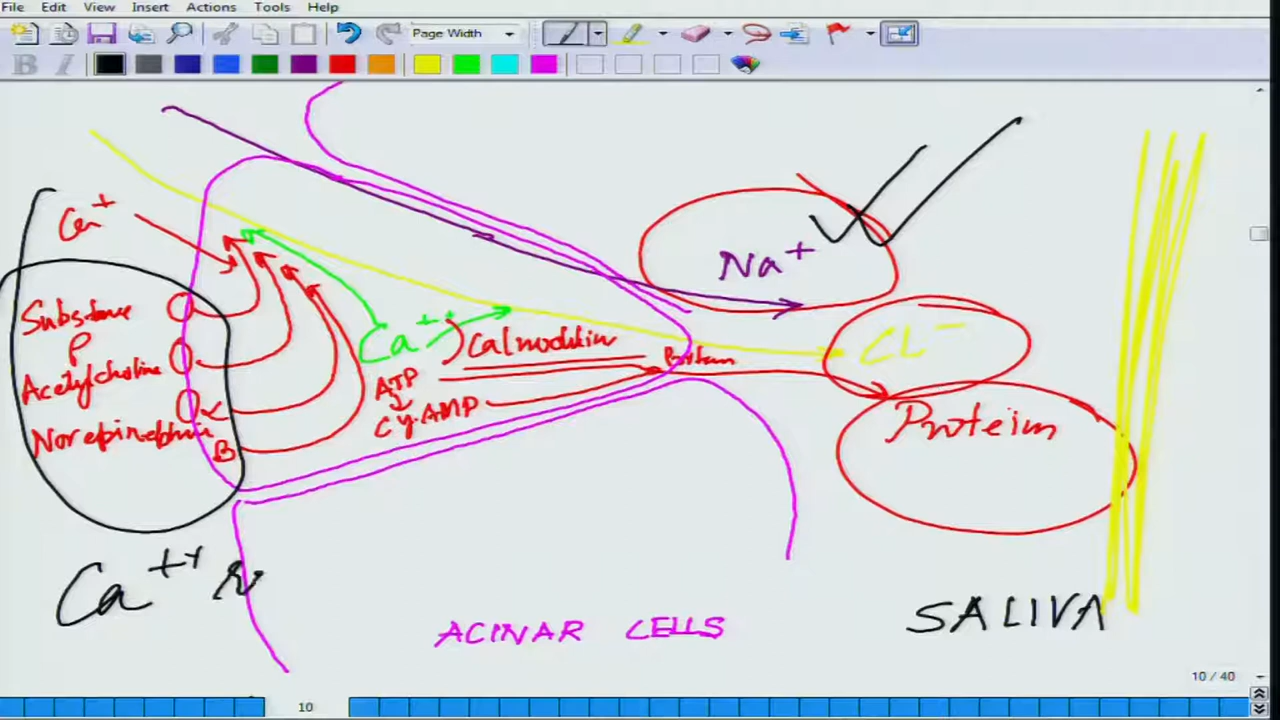 File Edit View Insert Actions Tools Help
Page Width
B I
Na+
Ca+
Substance
P
Acetylcholine
Norepinephrine
α
B
Ca++
Calmodulin
ATP
Cy.AMP
Cl−
Proteins
Ca++
ACINAR CELLS
SALIVA
10 / 40
10